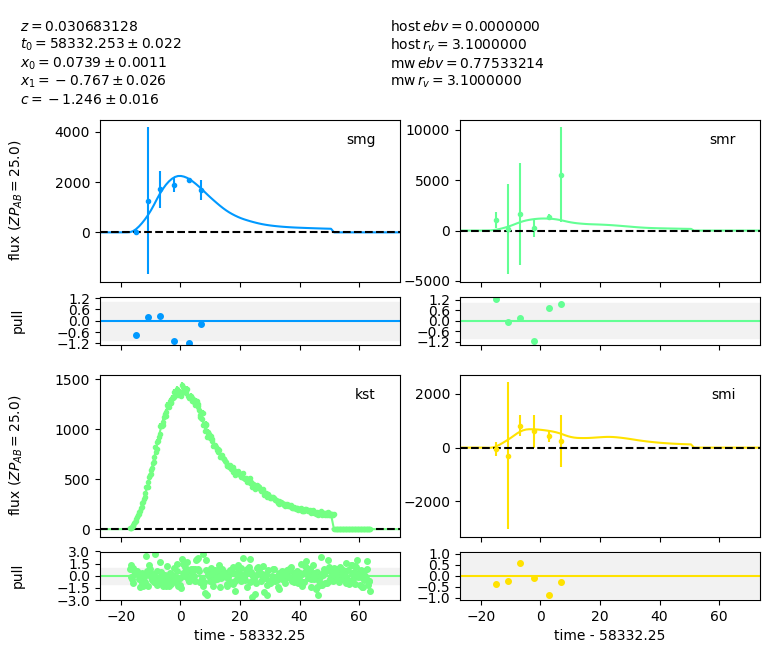 z = 0.030683128
t₀ = 58332.253 ± 0.022
x₀ = 0.0739 ± 0.0011
x₁ = −0.767 ± 0.026
c = −1.246 ± 0.016
host ebv = 0.0000000
host r_v = 3.1000000
mw ebv = 0.77533214
mw r_v = 3.1000000
flux (ZP_AB = 25.0)
4000
2000
0
smg
10000
5000
0
−5000
smr
pull
1.2
0.6
0.0
−0.6
−1.2
1.2
0.6
0.0
−0.6
−1.2
flux (ZP_AB = 25.0)
1500
1000
500
0
kst
2000
0
−2000
smi
pull
3.0
1.5
0.0
−1.5
−3.0
1.0
0.5
0.0
−0.5
−1.0
−20 0 20 40 60
−20 0 20 40 60
time - 58332.25
time - 58332.25